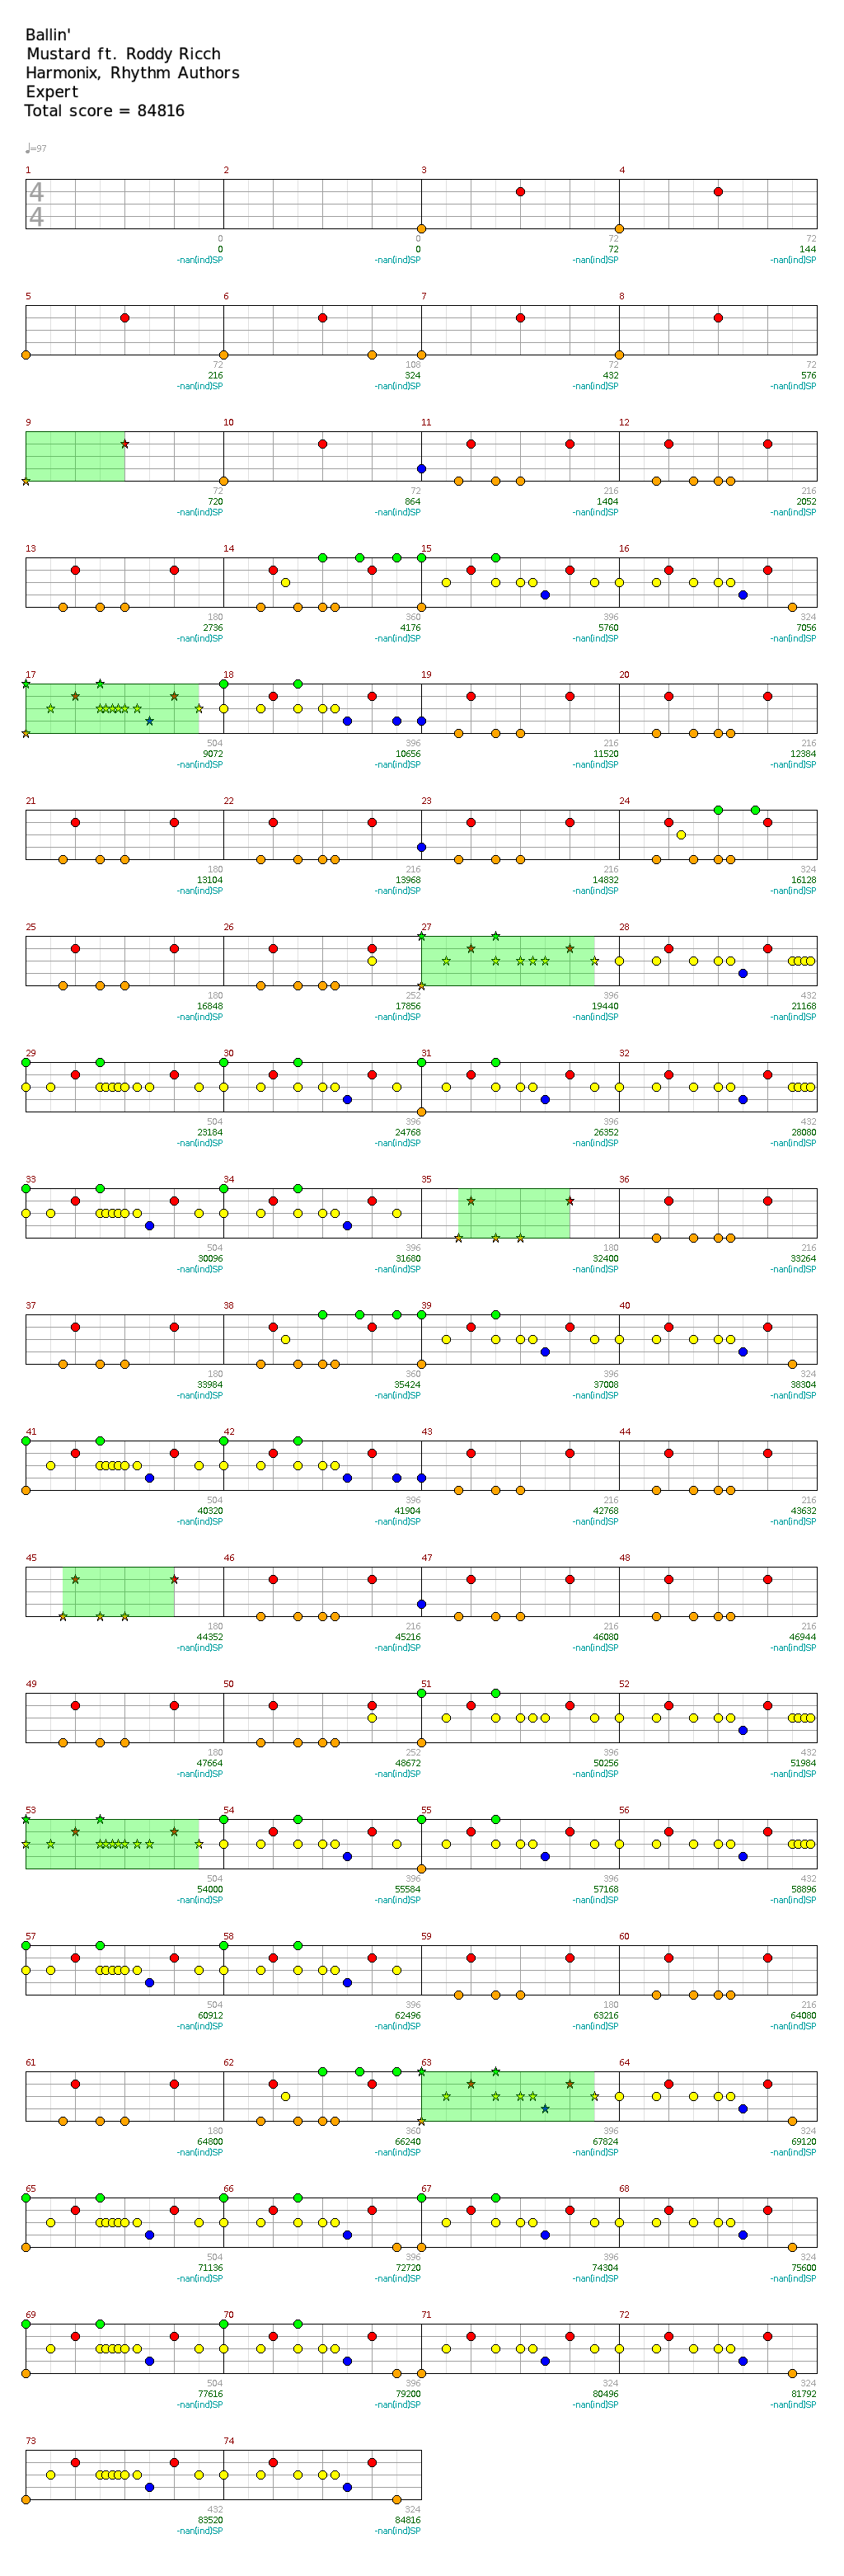 Ballin'
Mustard ft. Roddy Ricch
Harmonix, Rhythm Authors
Expert
Total score = 84816
♩=97
1 2 3 4
4
4
0 0 72 72
0 0 72 144
-nan(ind)SP -nan(ind)SP -nan(ind)SP -nan(ind)SP
5 6 7 8
72 108 72 72
216 324 432 576
-nan(ind)SP -nan(ind)SP -nan(ind)SP -nan(ind)SP
9 10 11 12
72 72 216 216
720 864 1404 2052
-nan(ind)SP -nan(ind)SP -nan(ind)SP -nan(ind)SP
13 14 15 16
180 360 396 324
2736 4176 5760 7056
-nan(ind)SP -nan(ind)SP -nan(ind)SP -nan(ind)SP
17 18 19 20
504 396 216 216
9072 10656 11520 12384
-nan(ind)SP -nan(ind)SP -nan(ind)SP -nan(ind)SP
21 22 23 24
180 216 216 324
13104 13968 14832 16128
-nan(ind)SP -nan(ind)SP -nan(ind)SP -nan(ind)SP
25 26 27 28
180 252 396 432
16848 17856 19440 21168
-nan(ind)SP -nan(ind)SP -nan(ind)SP -nan(ind)SP
29 30 31 32
504 396 396 432
23184 24768 26352 28080
-nan(ind)SP -nan(ind)SP -nan(ind)SP -nan(ind)SP
33 34 35 36
504 396 180 216
30096 31680 32400 33264
-nan(ind)SP -nan(ind)SP -nan(ind)SP -nan(ind)SP
37 38 39 40
180 360 396 324
33984 35424 37008 38304
-nan(ind)SP -nan(ind)SP -nan(ind)SP -nan(ind)SP
41 42 43 44
504 396 216 216
40320 41904 42768 43632
-nan(ind)SP -nan(ind)SP -nan(ind)SP -nan(ind)SP
45 46 47 48
180 216 216 216
44352 45216 46080 46944
-nan(ind)SP -nan(ind)SP -nan(ind)SP -nan(ind)SP
49 50 51 52
180 252 396 432
47664 48672 50256 51984
-nan(ind)SP -nan(ind)SP -nan(ind)SP -nan(ind)SP
53 54 55 56
504 396 396 432
54000 55584 57168 58896
-nan(ind)SP -nan(ind)SP -nan(ind)SP -nan(ind)SP
57 58 59 60
504 396 180 216
60912 62496 63216 64080
-nan(ind)SP -nan(ind)SP -nan(ind)SP -nan(ind)SP
61 62 63 64
180 360 396 324
64800 66240 67824 69120
-nan(ind)SP -nan(ind)SP -nan(ind)SP -nan(ind)SP
65 66 67 68
504 396 396 324
71136 72720 74304 75600
-nan(ind)SP -nan(ind)SP -nan(ind)SP -nan(ind)SP
69 70 71 72
504 396 324 324
77616 79200 80496 81792
-nan(ind)SP -nan(ind)SP -nan(ind)SP -nan(ind)SP
73 74
432 324
83520 84816
-nan(ind)SP -nan(ind)SP